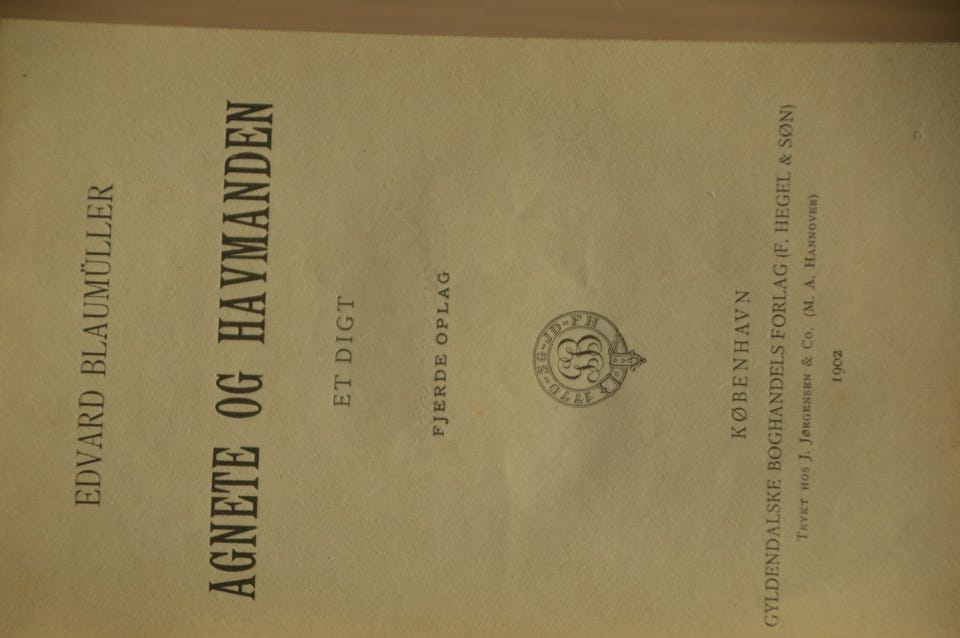 EDVARD BLAUMÜLLER
AGNETE OG HAVMANDEN
ET DIGT
FJERDE OPLAG
1770-SG-JD-FH
GB
KØBENHAVN
GYLDENDALSKE BOGHANDELS FORLAG (F. HEGEL & SØN)
TRYKT HOS J. JØRGENSEN & CO. (M. A. HANNOVER)
1902